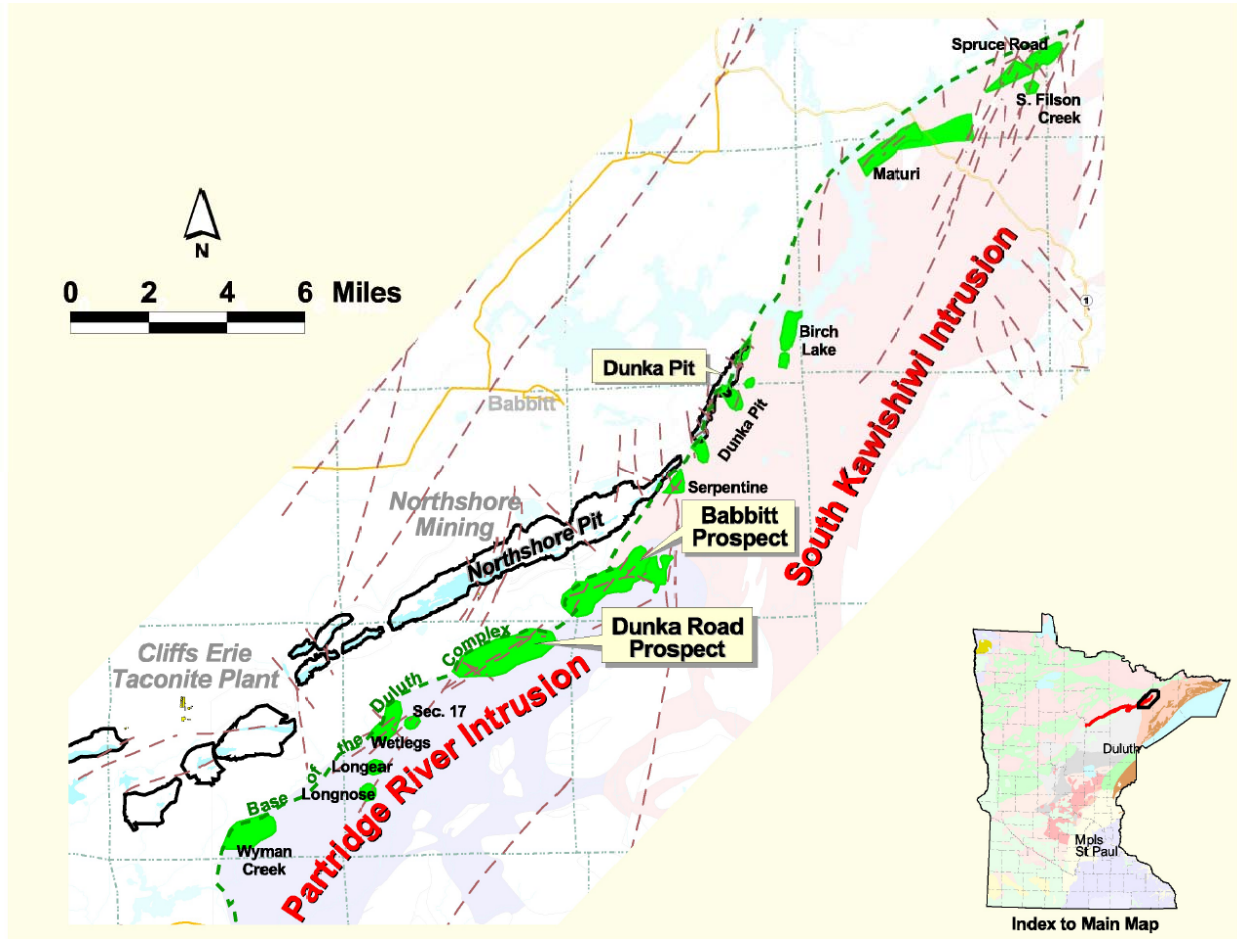 Spruce Road
S. Filson
Creek
Maturi
N
0 2 4 6 Miles
1
Birch
Lake
Dunka Pit
Babbitt
Dunka Pit
South Kawishiwi Intrusion
Serpentine
Northshore
Mining
Northshore Pit
Babbitt
Prospect
Dunka Road
Prospect
Cliffs Erie
Taconite Plant
Base of the Duluth Complex
Sec. 17
Wetlegs
Longear
Longnose
Wyman
Creek
Partridge River Intrusion
Duluth
Mpls
St Paul
Index to Main Map